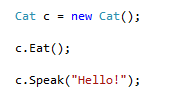 Cat c = new Cat();
c.Eat();
c.Speak("Hello!");